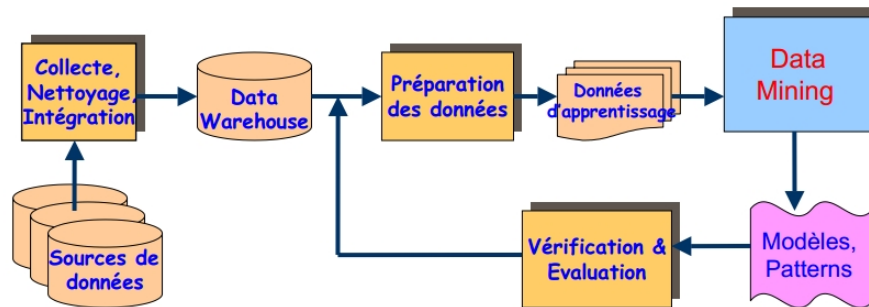 Collecte,
Nettoyage,
Intégration
Data
Warehouse
Préparation
des données
Données
d'apprentissage
Data
Mining
Sources de
données
Vérification &
Evaluation
Modèles,
Patterns